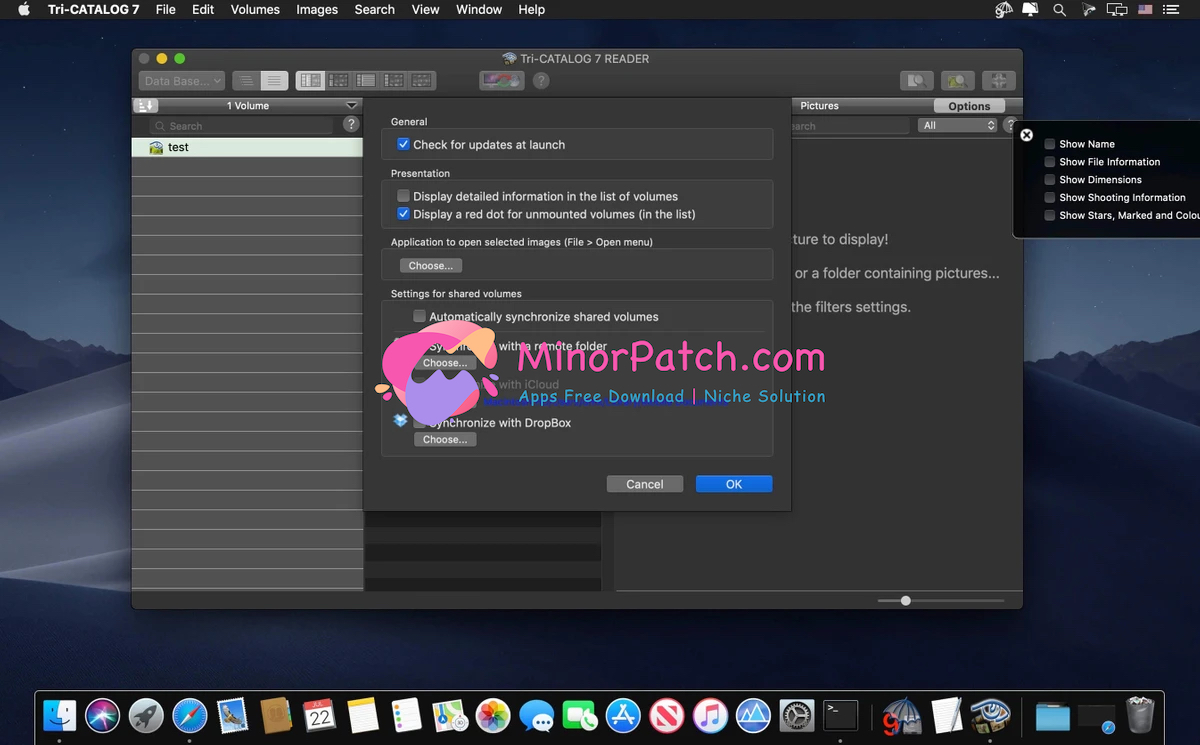 Tri-CATALOG 7 File Edit Volumes Images Search View Window Help
Tri-CATALOG 7 READER
Data Base...
?
1 Volume
Pictures
Options
Search
?
earch
All
?
test
General
Check for updates at launch
Presentation
Display detailed information in the list of volumes
Display a red dot for unmounted volumes (in the list)
Application to open selected images (File > Open menu)
Choose...
Settings for shared volumes
Automatically synchronize shared volumes
with a remote folder
Choose...
with iCloud
Synchronize with DropBox
Choose...
Cancel
OK
ture to display!
or a folder containing pictures...
the filters settings.
Show Name
Show File Information
Show Dimensions
Show Shooting Information
Show Stars, Marked and Colou
MinorPatch.com
Apps Free Download | Niche Solution
JUL
22